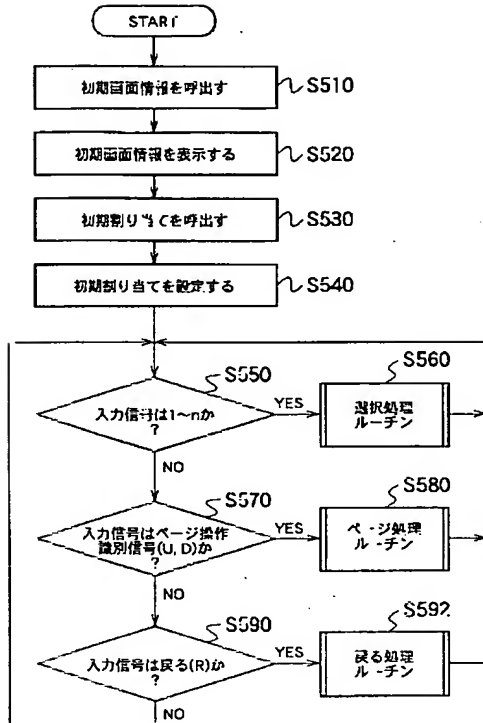 START
初期画面情報を呼出す
S510
初期画面情報を表示する
S520
初期割り当てを呼出す
S530
初期割り当てを設定する
S540
S550
入力信号は1~nか
?
YES
S560
選択処理
ルーチン
NO
S570
入力信号はページ操作
識別信号(U, D)か
?
YES
S580
ページ処理
ルーチン
NO
S590
入力信号は戻る(R)か
?
YES
S592
戻る処理
ルーチン
NO